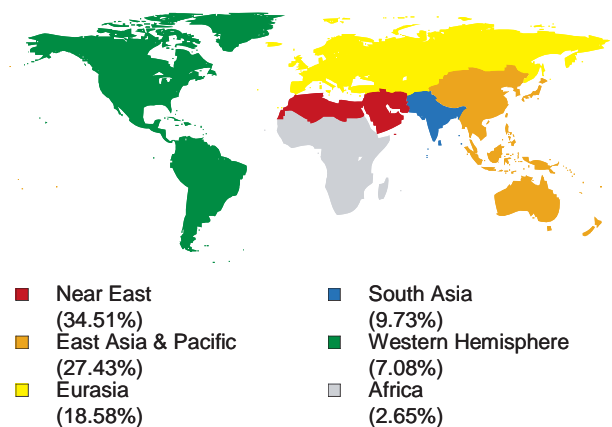 Near East
(34.51%)
East Asia & Pacific
(27.43%)
Eurasia
(18.58%)
South Asia
(9.73%)
Western Hemisphere
(7.08%)
Africa
(2.65%)